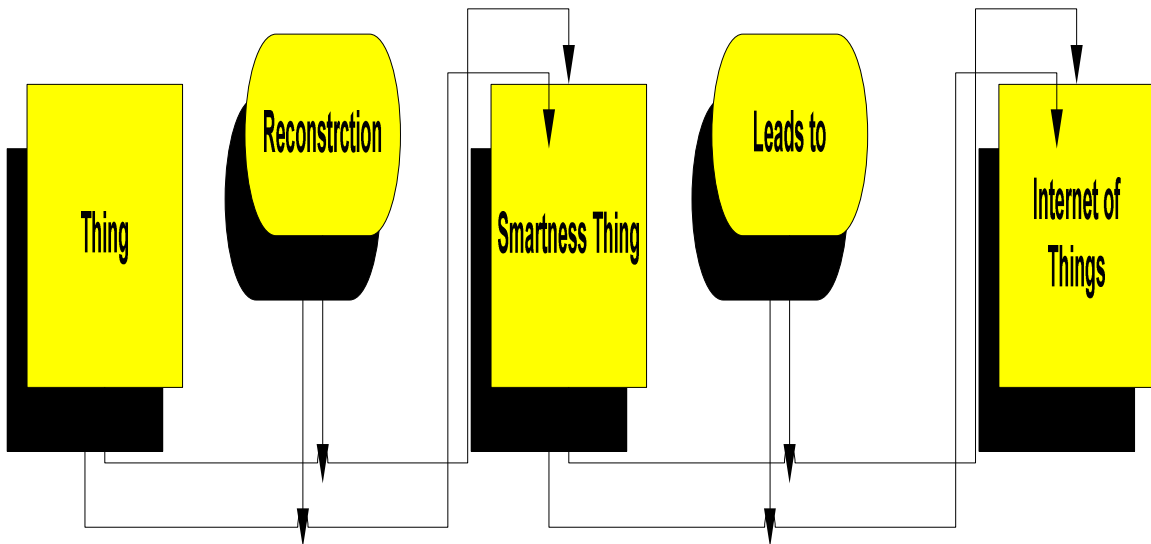 Thing
Reconstrction
Smartness Thing
Leads to
Internet of
Things